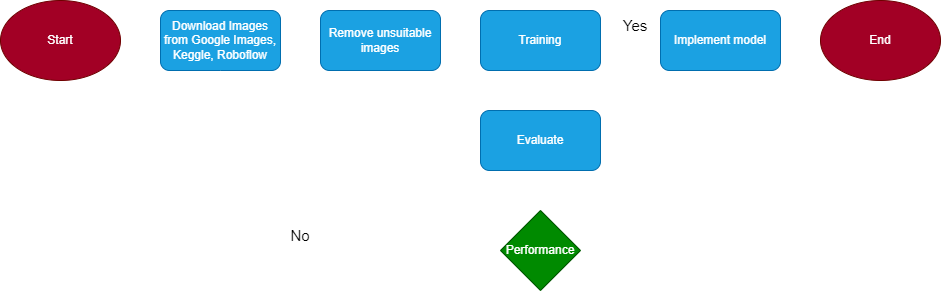 Start
Download Images
from Google Images,
Keggle, Roboflow
Remove unsuitable
images
Training
Yes
Implement model
End
Evaluate
No
Performance